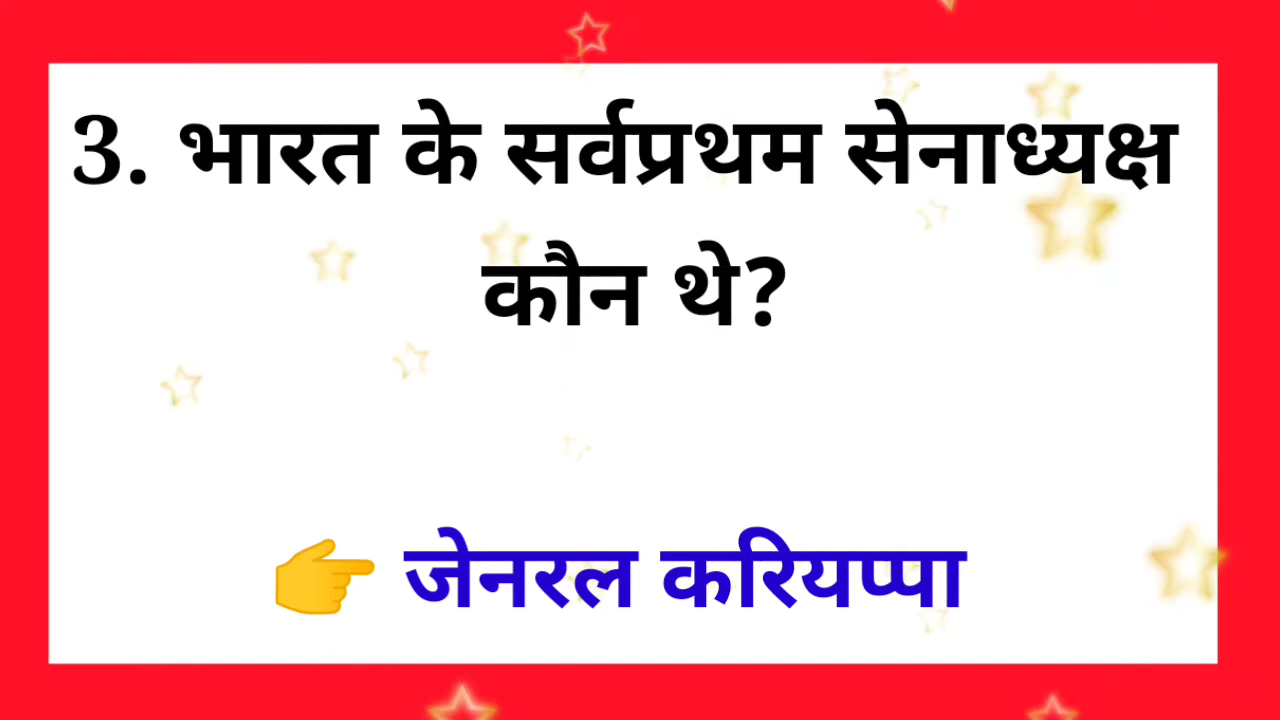 3. भारत के सर्वप्रथम सेनाध्यक्ष
कौन थे?
👉 जेनरल करियप्पा